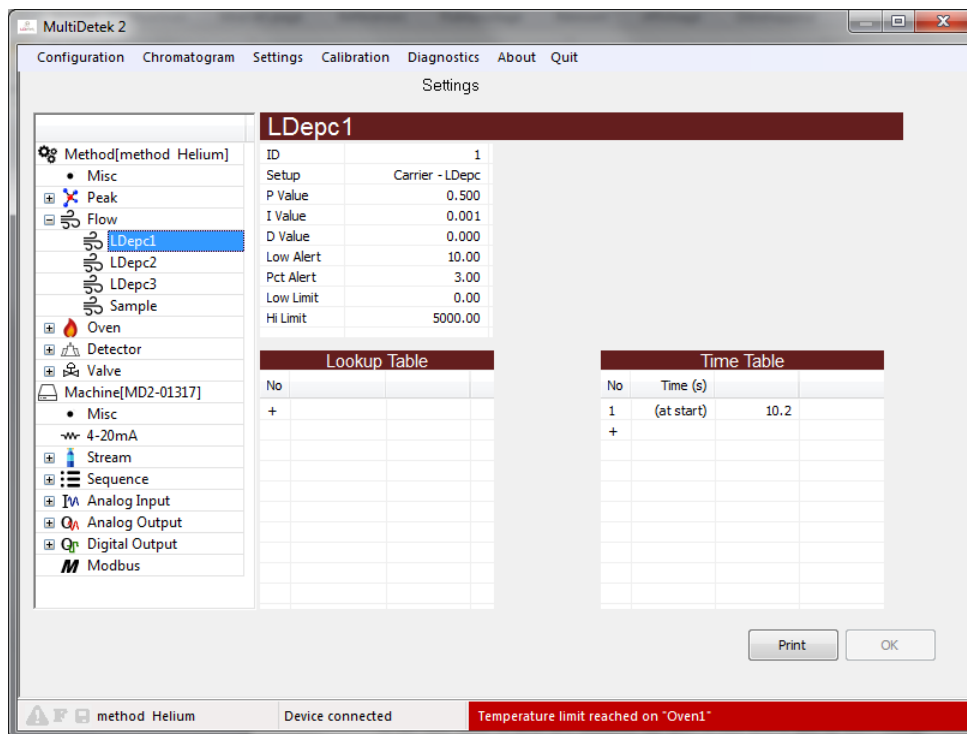 MultiDetek 2
Configuration Chromatogram Settings Calibration Diagnostics About Quit
Settings
Method[method Helium]
Misc
Peak
Flow
LDepc1
LDepc2
LDepc3
Sample
Oven
Detector
Valve
Machine[MD2-01317]
Misc
4-20mA
Stream
Sequence
Analog Input
Analog Output
Digital Output
Modbus
LDepc1
ID 1
Setup Carrier - LDepc
P Value 0.500
I Value 0.001
D Value 0.000
Low Alert 10.00
Pct Alert 3.00
Low Limit 0.00
Hi Limit 5000.00
Lookup Table
No
+
Time Table
No Time (s)
1 (at start) 10.2
+
Print OK
method Helium Device connected Temperature limit reached on "Oven1"